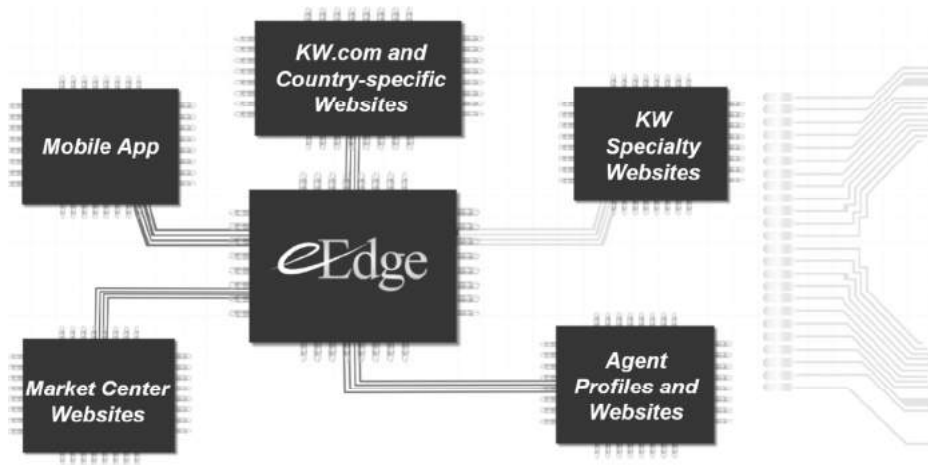 KW.com and
Country-specific
Websites
Mobile App
KW
Specialty
Websites
eEdge
Market Center
Websites
Agent
Profiles and
Websites